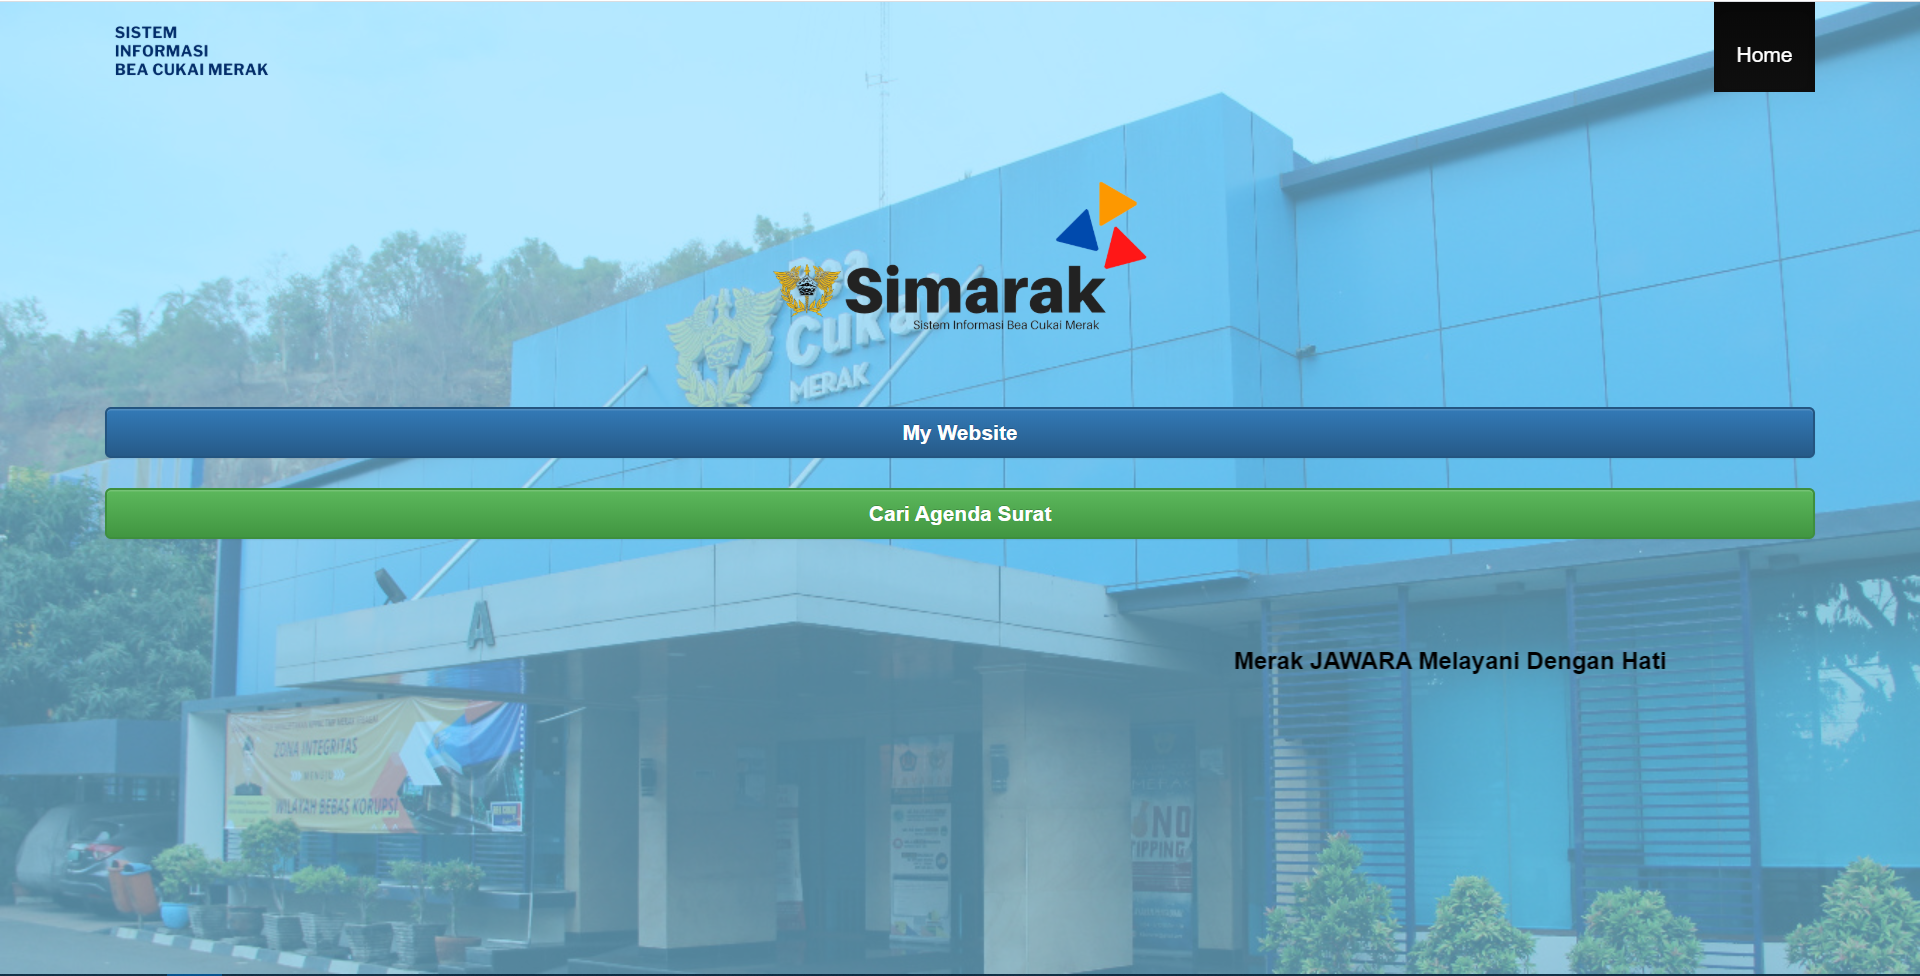 SISTEM
INFORMASI
BEA CUKAI MERAK
Home
Bea
Cukai
MERAK
Simarak
Sistem Informasi Bea Cukai Merak
My Website
Cari Agenda Surat
A
Merak JAWARA Melayani Dengan Hati
ZONA INTEGRITAS
MENUJU
WILAYAH BEBAS KORUPSI
NO
TIPPING